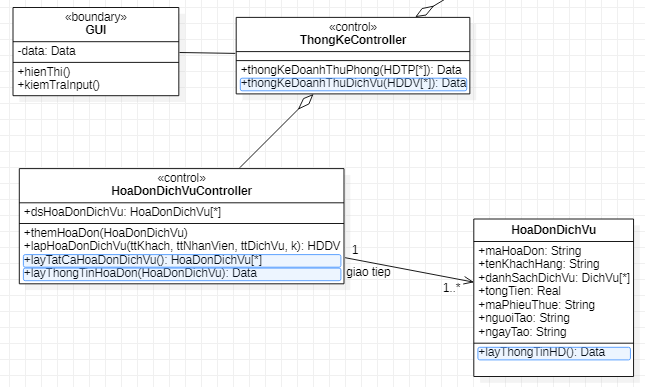 «boundary»
GUI
-data: Data
+hienThi()
+kiemTraInput()
«control»
ThongKeController
+thongKeDoanhThuPhong(HDTP[*]): Data
+thongKeDoanhThuDichVu(HDDV[*]): Data
«control»
HoaDonDichVuController
+dsHoaDonDichVu: HoaDonDichVu[*]
+themHoaDon(HoaDonDichVu)
+lapHoaDonDichVu(ttKhach, ttNhanVien, ttDichVu, k): HDDV
+layTatCaHoaDonDichVu(): HoaDonDichVu[*]
+layThongTinHoaDon(HoaDonDichVu): Data
1
giao tiep
1..*
HoaDonDichVu
+maHoaDon: String
+tenKhachHang: String
+danhSachDichVu: DichVu[*]
+tongTien: Real
+maPhieuThue: String
+nguoiTao: String
+ngayTao: String
+layThongTinHD(): Data